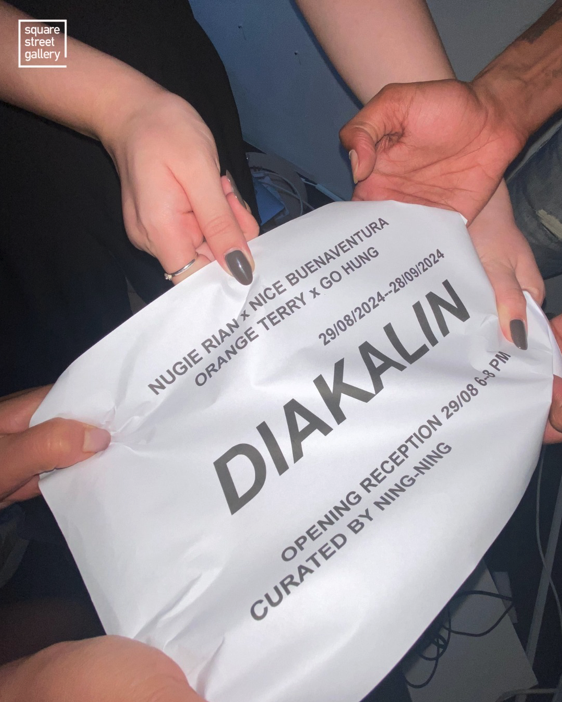 square
street
gallery
NUGIE RIAN x NICE BUENAVENTURA
ORANGE TERRY x GO HUNG
29/08/2024--28/09/2024
DIAKALIN
OPENING RECEPTION 29/08 6-8 PM
CURATED BY NING-NING